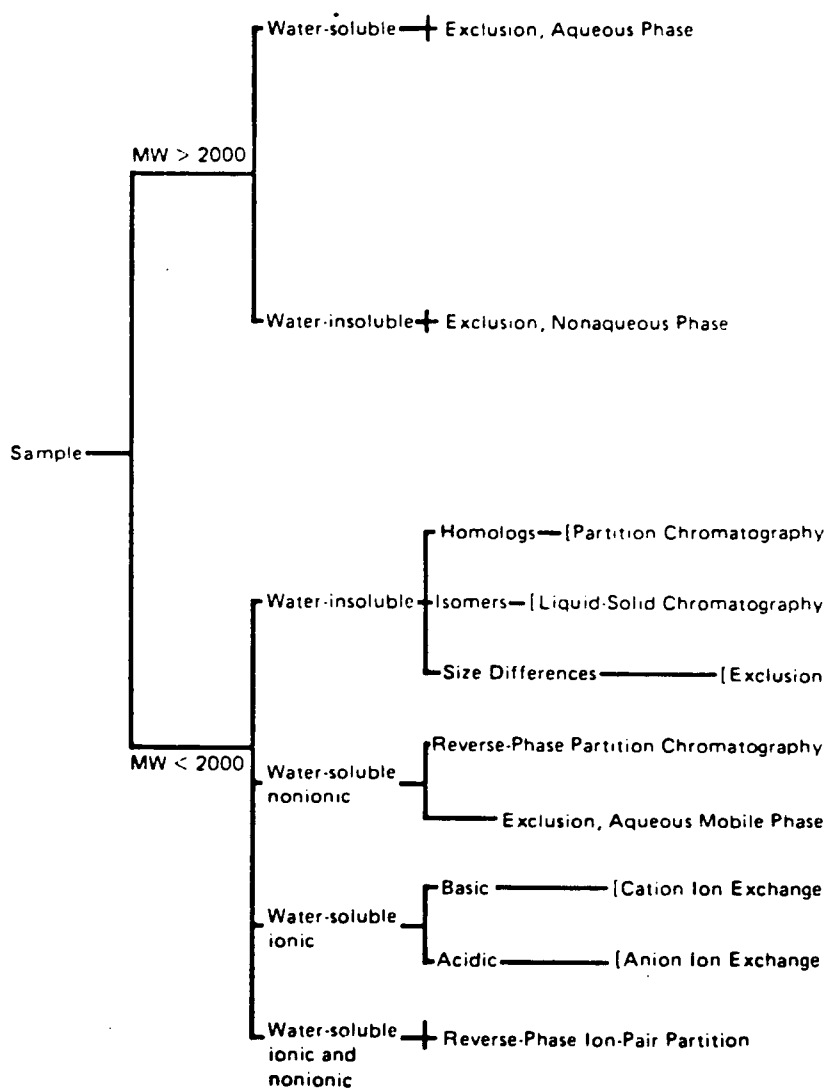 Water-soluble Exclusion, Aqueous Phase
MW > 2000
Water-insoluble Exclusion, Nonaqueous Phase
Sample
Homologs [Partition Chromatography
Water-insoluble Isomers [Liquid-Solid Chromatography
Size Differences [Exclusion
Reverse-Phase Partition Chromatography
MW < 2000
Water-soluble
nonionic
Exclusion, Aqueous Mobile Phase
Basic [Cation Ion Exchange
Water-soluble
ionic
Acidic [Anion Ion Exchange
Water-soluble
ionic and
nonionic
Reverse-Phase Ion-Pair Partition